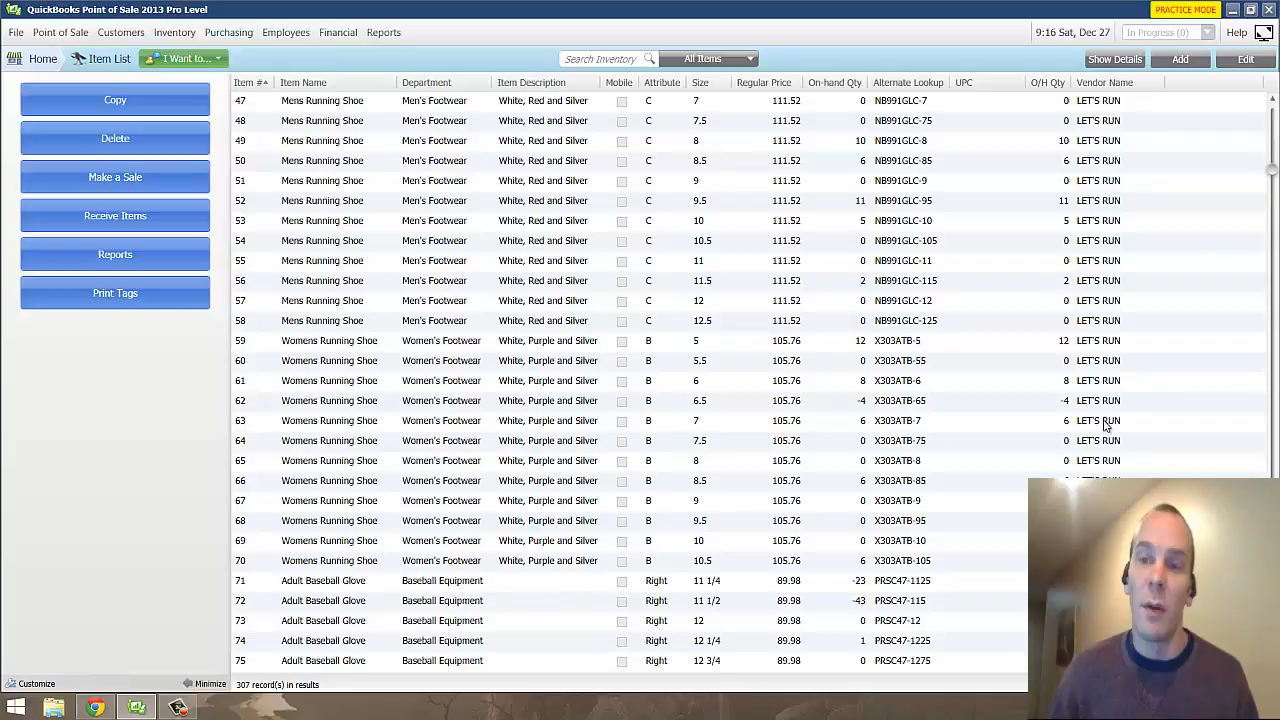 QuickBooks Point of Sale 2013 Pro Level PRACTICE MODE
File Point of Sale Customers Inventory Purchasing Employees Financial Reports 9:16 Sat, Dec 27 In Progress (0) Help
Home Item List I Want to... Search Inventory All Items Show Details Add Edit
Copy
Delete
Make a Sale
Receive Items
Reports
Print Tags
Item # Item Name Department Item Description Mobile Attribute Size Regular Price On-hand Qty Alternate Lookup UPC O/H Qty Vendor Name
47 Mens Running Shoe Men's Footwear White, Red and Silver C 7 111.52 0 NB991GLC-7 0 LET'S RUN
48 Mens Running Shoe Men's Footwear White, Red and Silver C 7.5 111.52 0 NB991GLC-75 0 LET'S RUN
49 Mens Running Shoe Men's Footwear White, Red and Silver C 8 111.52 10 NB991GLC-8 10 LET'S RUN
50 Mens Running Shoe Men's Footwear White, Red and Silver C 8.5 111.52 6 NB991GLC-85 6 LET'S RUN
51 Mens Running Shoe Men's Footwear White, Red and Silver C 9 111.52 0 NB991GLC-9 0 LET'S RUN
52 Mens Running Shoe Men's Footwear White, Red and Silver C 9.5 111.52 11 NB991GLC-95 11 LET'S RUN
53 Mens Running Shoe Men's Footwear White, Red and Silver C 10 111.52 5 NB991GLC-10 5 LET'S RUN
54 Mens Running Shoe Men's Footwear White, Red and Silver C 10.5 111.52 0 NB991GLC-105 0 LET'S RUN
55 Mens Running Shoe Men's Footwear White, Red and Silver C 11 111.52 0 NB991GLC-11 0 LET'S RUN
56 Mens Running Shoe Men's Footwear White, Red and Silver C 11.5 111.52 2 NB991GLC-115 2 LET'S RUN
57 Mens Running Shoe Men's Footwear White, Red and Silver C 12 111.52 0 NB991GLC-12 0 LET'S RUN
58 Mens Running Shoe Men's Footwear White, Red and Silver C 12.5 111.52 0 NB991GLC-125 0 LET'S RUN
59 Womens Running Shoe Women's Footwear White, Purple and Silver B 5 105.76 12 X303ATB-5 12 LET'S RUN
60 Womens Running Shoe Women's Footwear White, Purple and Silver B 5.5 105.76 0 X303ATB-55 0 LET'S RUN
61 Womens Running Shoe Women's Footwear White, Purple and Silver B 6 105.76 8 X303ATB-6 8 LET'S RUN
62 Womens Running Shoe Women's Footwear White, Purple and Silver B 6.5 105.76 -4 X303ATB-65 -4 LET'S RUN
63 Womens Running Shoe Women's Footwear White, Purple and Silver B 7 105.76 6 X303ATB-7 6 LET'S RUN
64 Womens Running Shoe Women's Footwear White, Purple and Silver B 7.5 105.76 0 X303ATB-75 0 LET'S RUN
65 Womens Running Shoe Women's Footwear White, Purple and Silver B 8 105.76 0 X303ATB-8 0 LET'S RUN
66 Womens Running Shoe Women's Footwear White, Purple and Silver B 8.5 105.76 6 X303ATB-85
67 Womens Running Shoe Women's Footwear White, Purple and Silver B 9 105.76 0 X303ATB-9
68 Womens Running Shoe Women's Footwear White, Purple and Silver B 9.5 105.76 0 X303ATB-95
69 Womens Running Shoe Women's Footwear White, Purple and Silver B 10 105.76 0 X303ATB-10
70 Womens Running Shoe Women's Footwear White, Purple and Silver B 10.5 105.76 6 X303ATB-105
71 Adult Baseball Glove Baseball Equipment Right 11 1/4 89.98 -23 PRSC47-1125
72 Adult Baseball Glove Baseball Equipment Right 11 1/2 89.98 -43 PRSC47-115
73 Adult Baseball Glove Baseball Equipment Right 12 89.98 0 PRSC47-12
74 Adult Baseball Glove Baseball Equipment Right 12 1/4 89.98 1 PRSC47-1225
75 Adult Baseball Glove Baseball Equipment Right 12 3/4 89.98 0 PRSC47-1275
Customize Minimize 307 record(s) in results